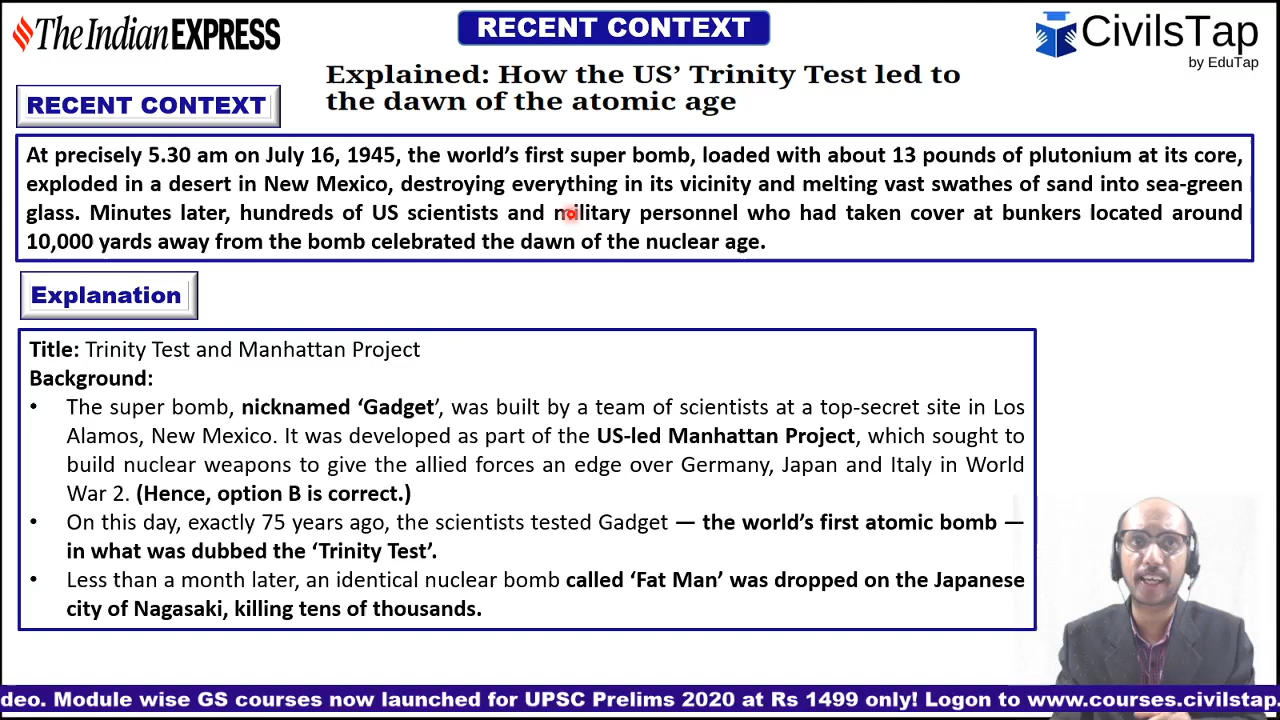 The Indian EXPRESS
RECENT CONTEXT
CivilsTap
by EduTap
Explained: How the US’ Trinity Test led to
the dawn of the atomic age
RECENT CONTEXT
At precisely 5.30 am on July 16, 1945, the world’s first super bomb, loaded with about 13 pounds of plutonium at its core,
exploded in a desert in New Mexico, destroying everything in its vicinity and melting vast swathes of sand into sea-green
glass. Minutes later, hundreds of US scientists and military personnel who had taken cover at bunkers located around
10,000 yards away from the bomb celebrated the dawn of the nuclear age.
Explanation
Title: Trinity Test and Manhattan Project
Background:
• The super bomb, nicknamed ‘Gadget’, was built by a team of scientists at a top-secret site in Los
Alamos, New Mexico. It was developed as part of the US-led Manhattan Project, which sought to
build nuclear weapons to give the allied forces an edge over Germany, Japan and Italy in World
War 2. (Hence, option B is correct.)
• On this day, exactly 75 years ago, the scientists tested Gadget — the world’s first atomic bomb —
in what was dubbed the ‘Trinity Test’.
• Less than a month later, an identical nuclear bomb called ‘Fat Man’ was dropped on the Japanese
city of Nagasaki, killing tens of thousands.
deo. Module wise GS courses now launched for UPSC Prelims 2020 at Rs 1499 only! Logon to www.courses.civilstap.